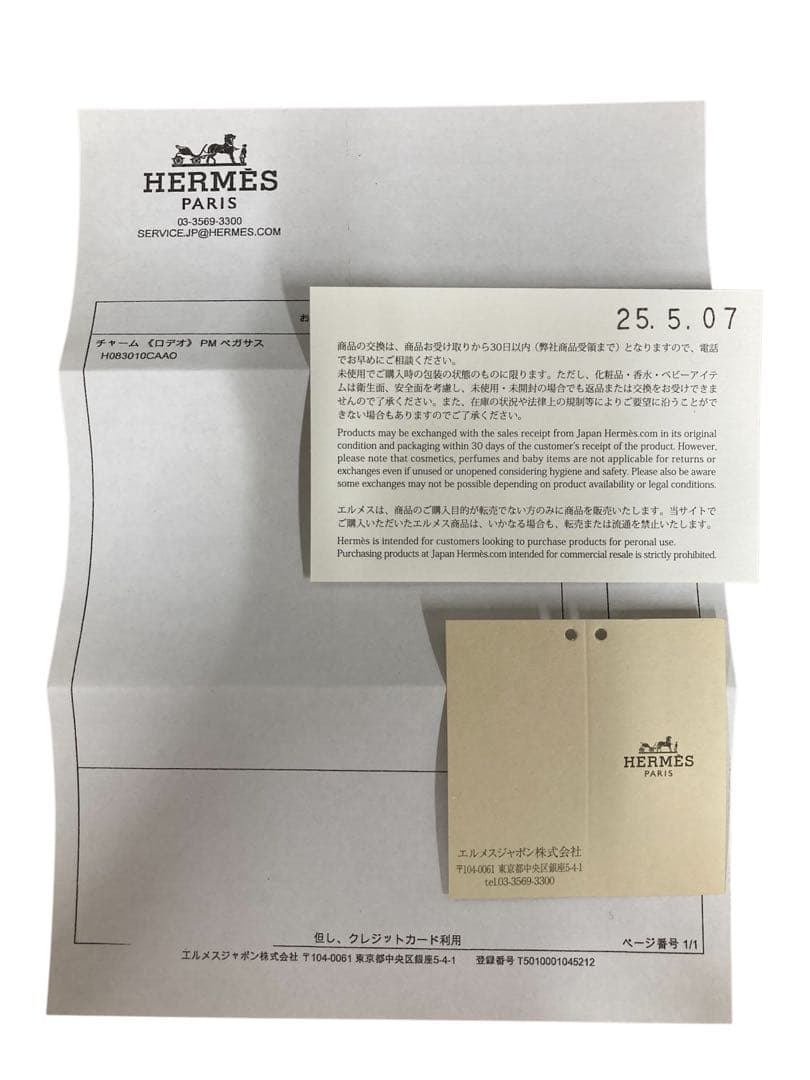 HERMÈS
PARIS
03-3569-3300
SERVICE.JP@HERMES.COM
お
チャーム 《ロデオ》 PM ペガサス
H083010CAAO
25.5.07
商品の交換は、商品お受け取りから30日以内（弊社商品受領まで）となりますので、電話
でお早めにご相談ください。
未使用でご購入時の包装の状態のものに限ります。ただし、化粧品・香水・ベビーアイテ
ムは衛生面、安全面を考慮し、未使用・未開封の場合でも返品または交換をお受けできま
せんので了承ください。また、在庫の状況や法律上の規制等によりご要望に沿うことがで
きない場合もありますのでご了承ください。
Products may be exchanged with the sales receipt from Japan Hermès.com in its original
condition and packaging within 30 days of the customer's receipt of the product. However,
please note that cosmetics, perfumes and baby items are not applicable for returns or
exchanges even if unused or unopened considering hygiene and safety. Please also be aware
some exchanges may not be possible depending on product availability or legal conditions.
エルメスは、商品のご購入目的が転売でない方のみに商品を販売いたします。当サイトで
ご購入いただいたエルメス商品は、いかなる場合も、転売または流通を禁止いたします。
Hermès is intended for customers looking to purchase products for peronal use.
Purchasing products at Japan Hermès.com intended for commercial resale is strictly prohibited.
HERMÈS
PARIS
エルメスジャポン株式会社
〒104-0061 東京都中央区銀座5-4-1
tel.03-3569-3300
但し、クレジットカード利用
ページ番号 1/1
エルメスジャポン株式会社 〒104-0061 東京都中央区銀座5-4-1 登録番号 T5010001045212